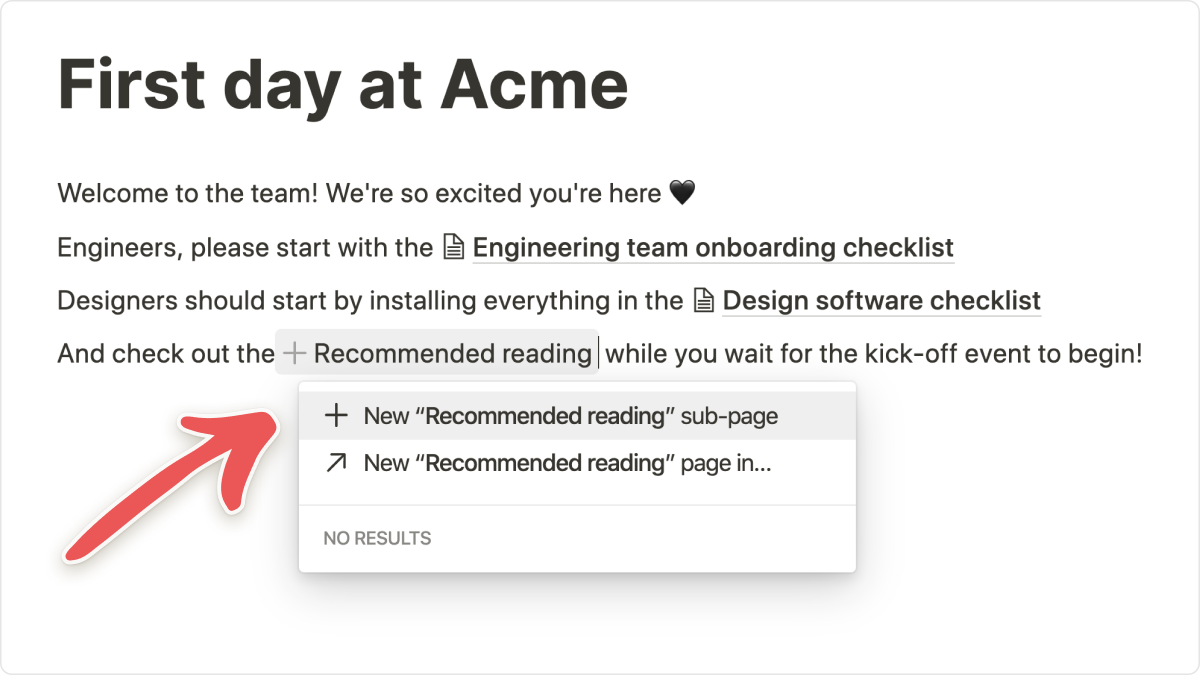 First day at Acme
Welcome to the team! We're so excited you're here 🖤
Engineers, please start with the Engineering team onboarding checklist
Designers should start by installing everything in the Design software checklist
And check out the + Recommended reading while you wait for the kick-off event to begin!
New “Recommended reading” sub-page
New “Recommended reading” page in...
NO RESULTS